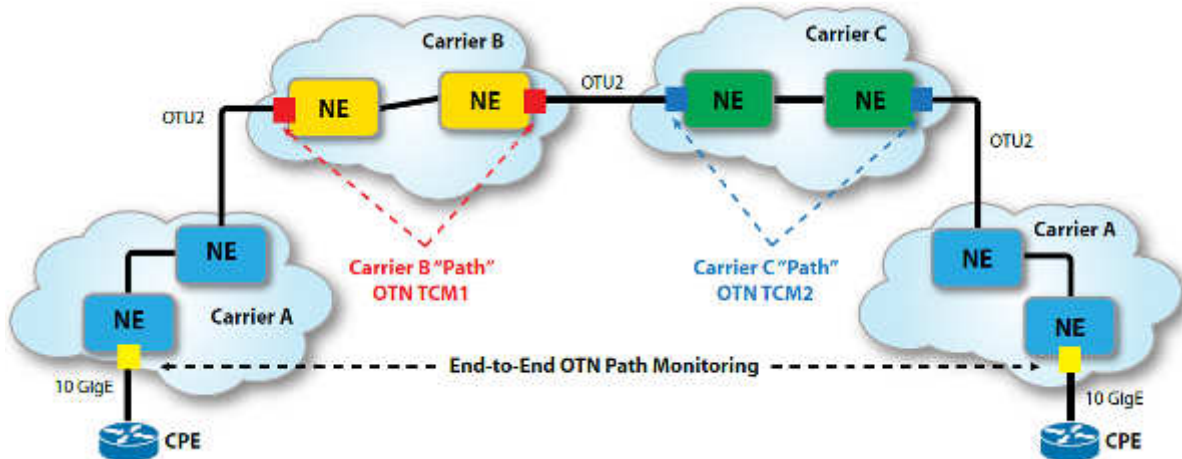 Carrier B
Carrier C
NE
NE
NE
NE
OTU2
OTU2
OTU2
Carrier B "Path"
OTN TCM1
Carrier C "Path"
OTN TCM2
NE
NE
Carrier A
Carrier A
NE
NE
End-to-End OTN Path Monitoring
10 GigE
10 GigE
CPE
CPE